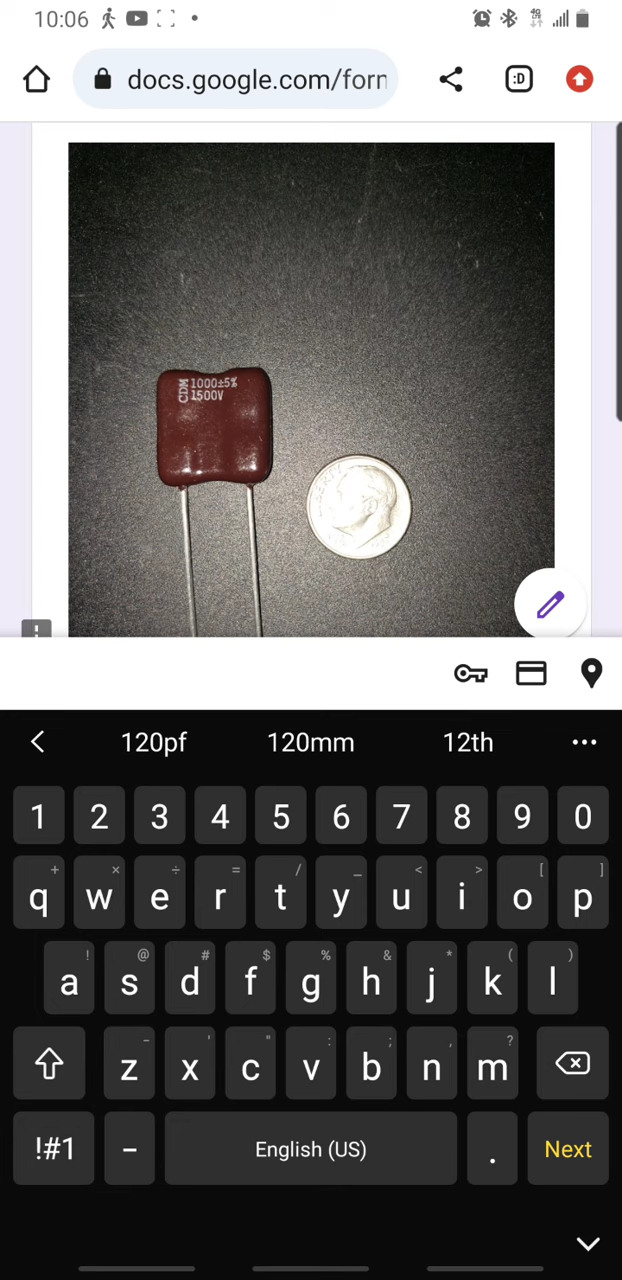 10:06
4G
docs.google.com/forn
:D
CDM 1000±5%
1500V
120pf 120mm 12th ...
1 2 3 4 5 6 7 8 9 0
+ × ÷ = / _ < > [ ]
q w e r t y u i o p
! @ # $ % & * ( )
a s d f g h j k l
- ' " : ; , ?
z x c v b n m
!#1 - English (US) . Next